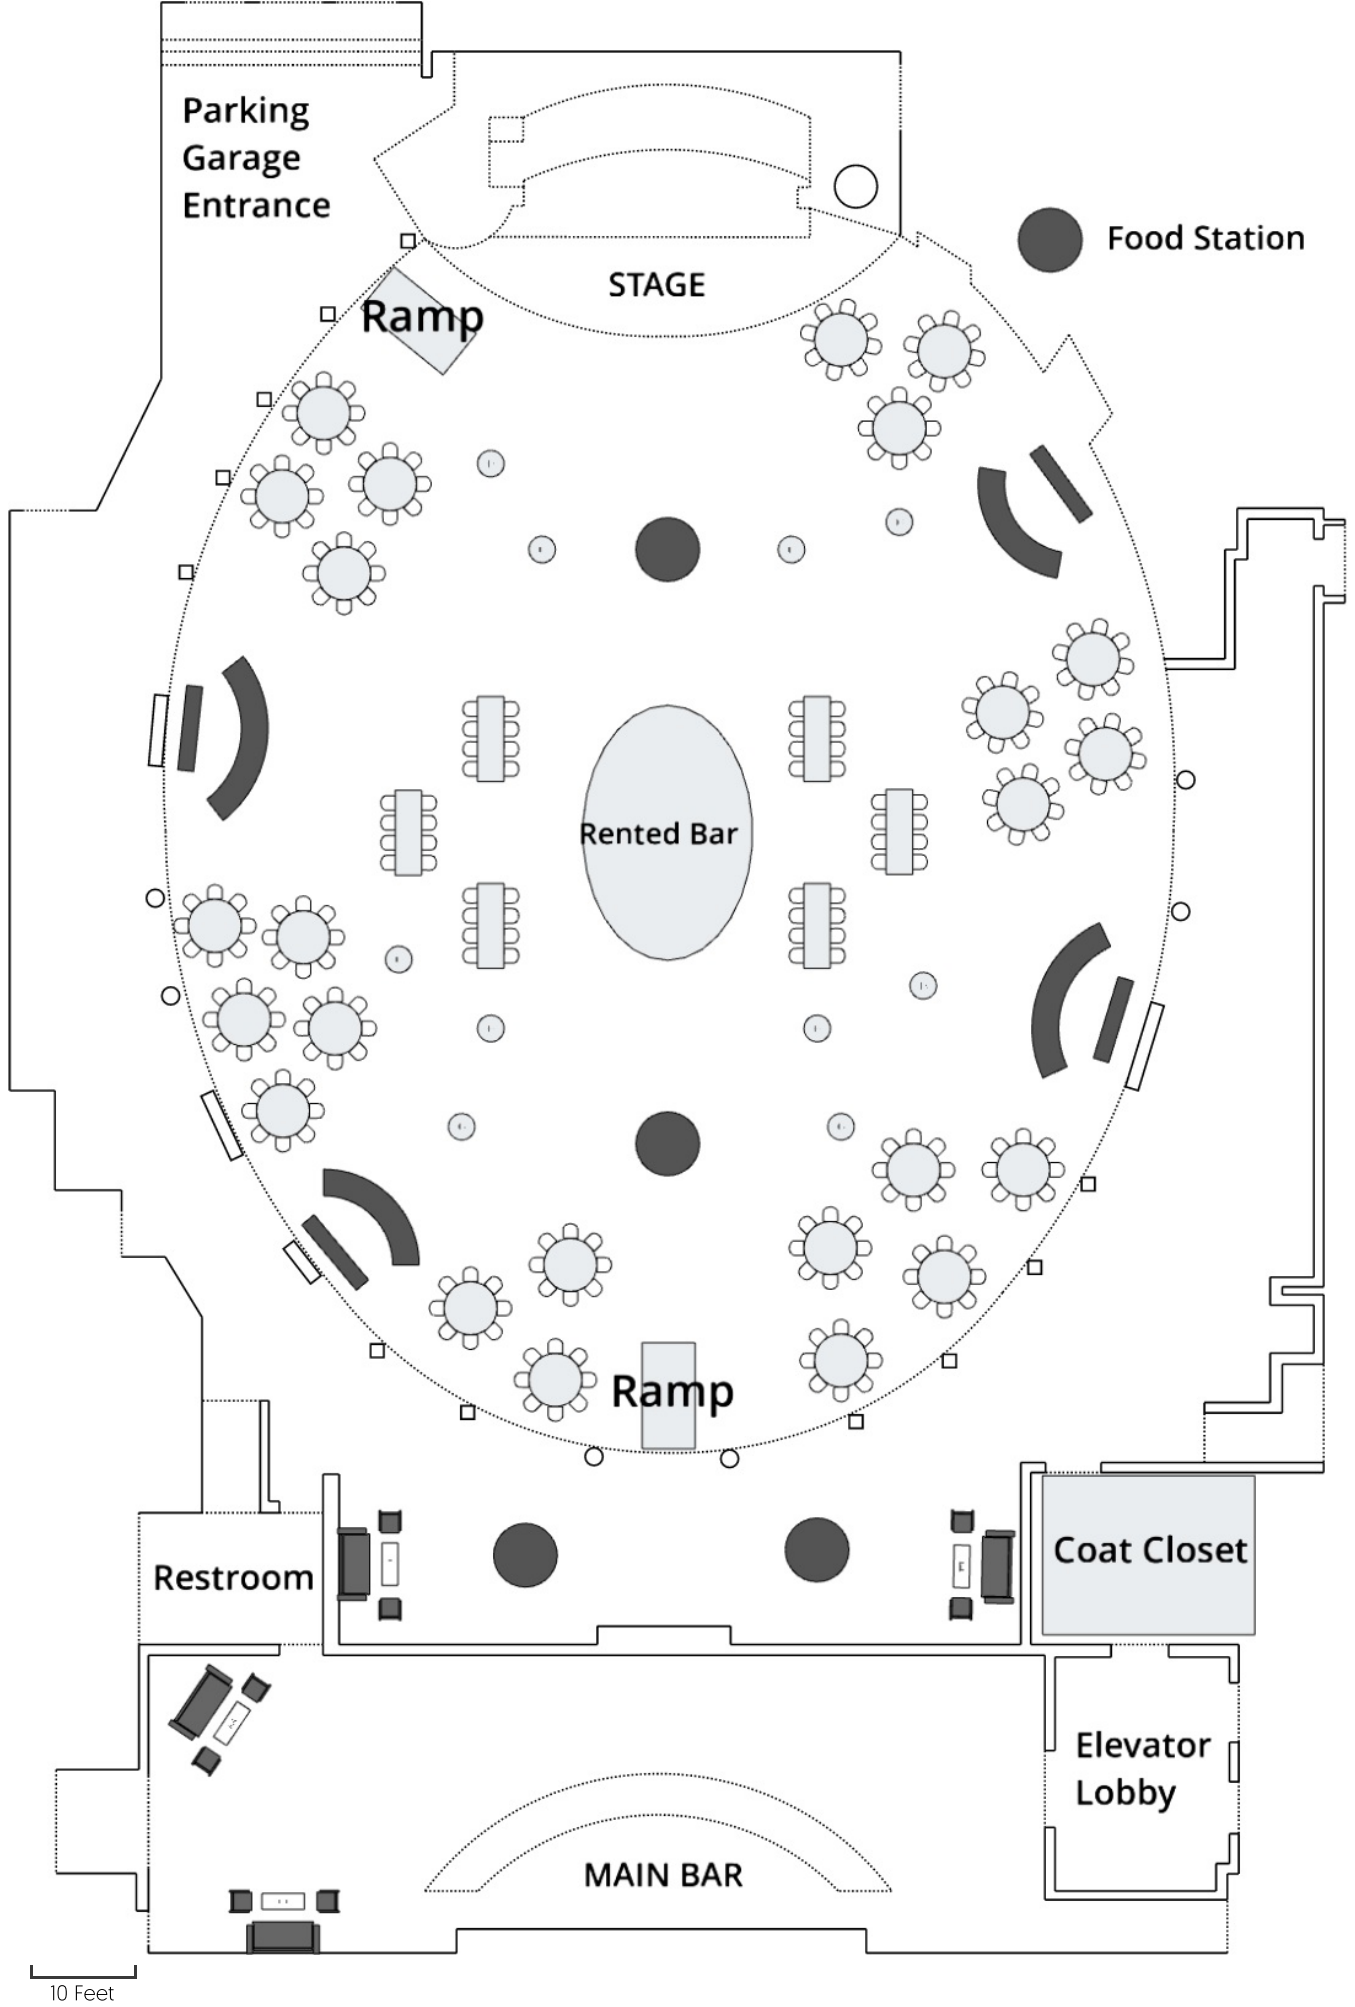 Parking
Garage
Entrance
Food Station
STAGE
Ramp
Rented Bar
Ramp
Coat Closet
Restroom
Elevator
Lobby
MAIN BAR
10 Feet